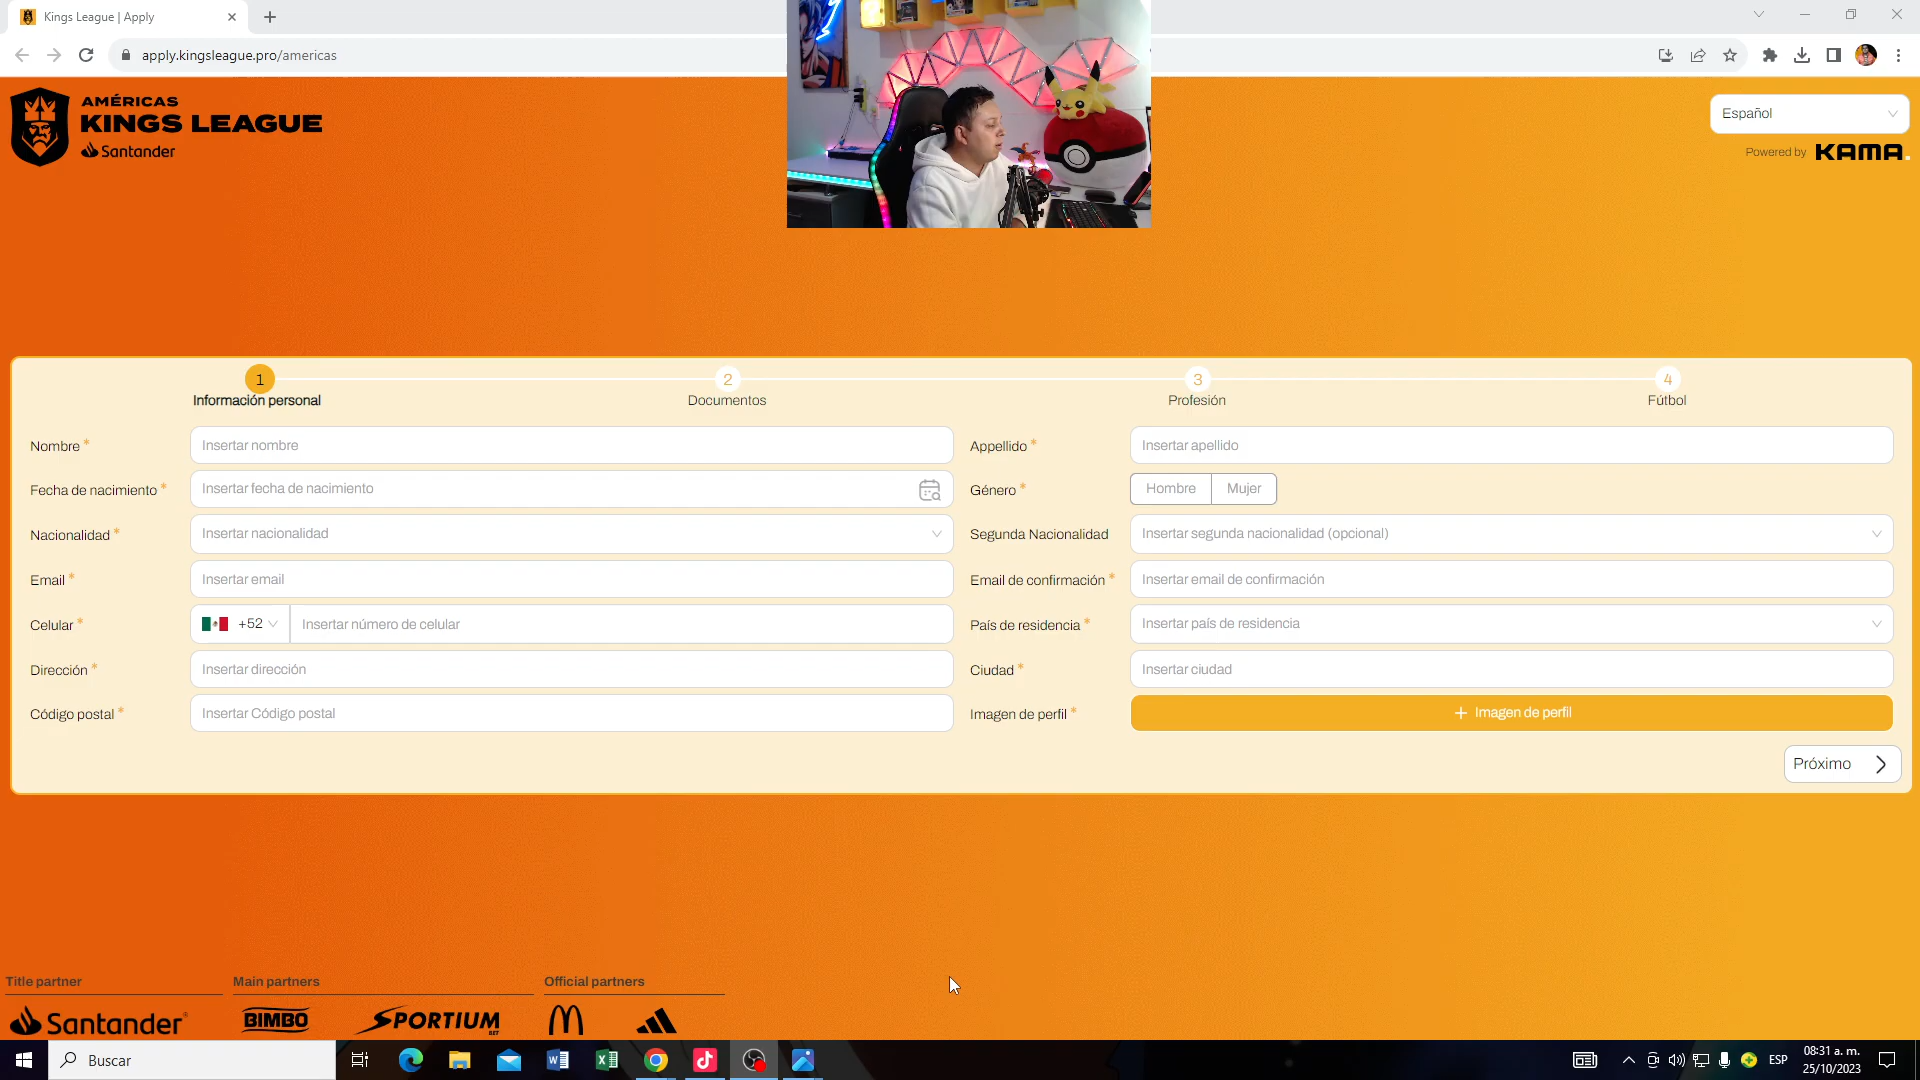 Kings League | Apply
apply.kingsleague.pro/americas
AMÉRICAS
KINGS LEAGUE
Santander
Español
Powered by KAMA.
1
2
3
4
Información personal
Documentos
Profesión
Fútbol
Nombre *
Insertar nombre
Appellido *
Insertar apellido
Fecha de nacimiento *
Insertar fecha de nacimiento
Género *
Hombre
Mujer
Nacionalidad *
Insertar nacionalidad
Segunda Nacionalidad
Insertar segunda nacionalidad (opcional)
Email *
Insertar email
Email de confirmación *
Insertar email de confirmación
Celular *
+52
Insertar número de celular
País de residencia *
Insertar país de residencia
Dirección *
Insertar dirección
Ciudad *
Insertar ciudad
Código postal *
Insertar Código postal
Imagen de perfil *
+ Imagen de perfil
Próximo
Title partner
Main partners
Official partners
Santander
BIMBO
SPORTIUM
BET
Buscar
ESP
08:31 a. m.
25/10/2023